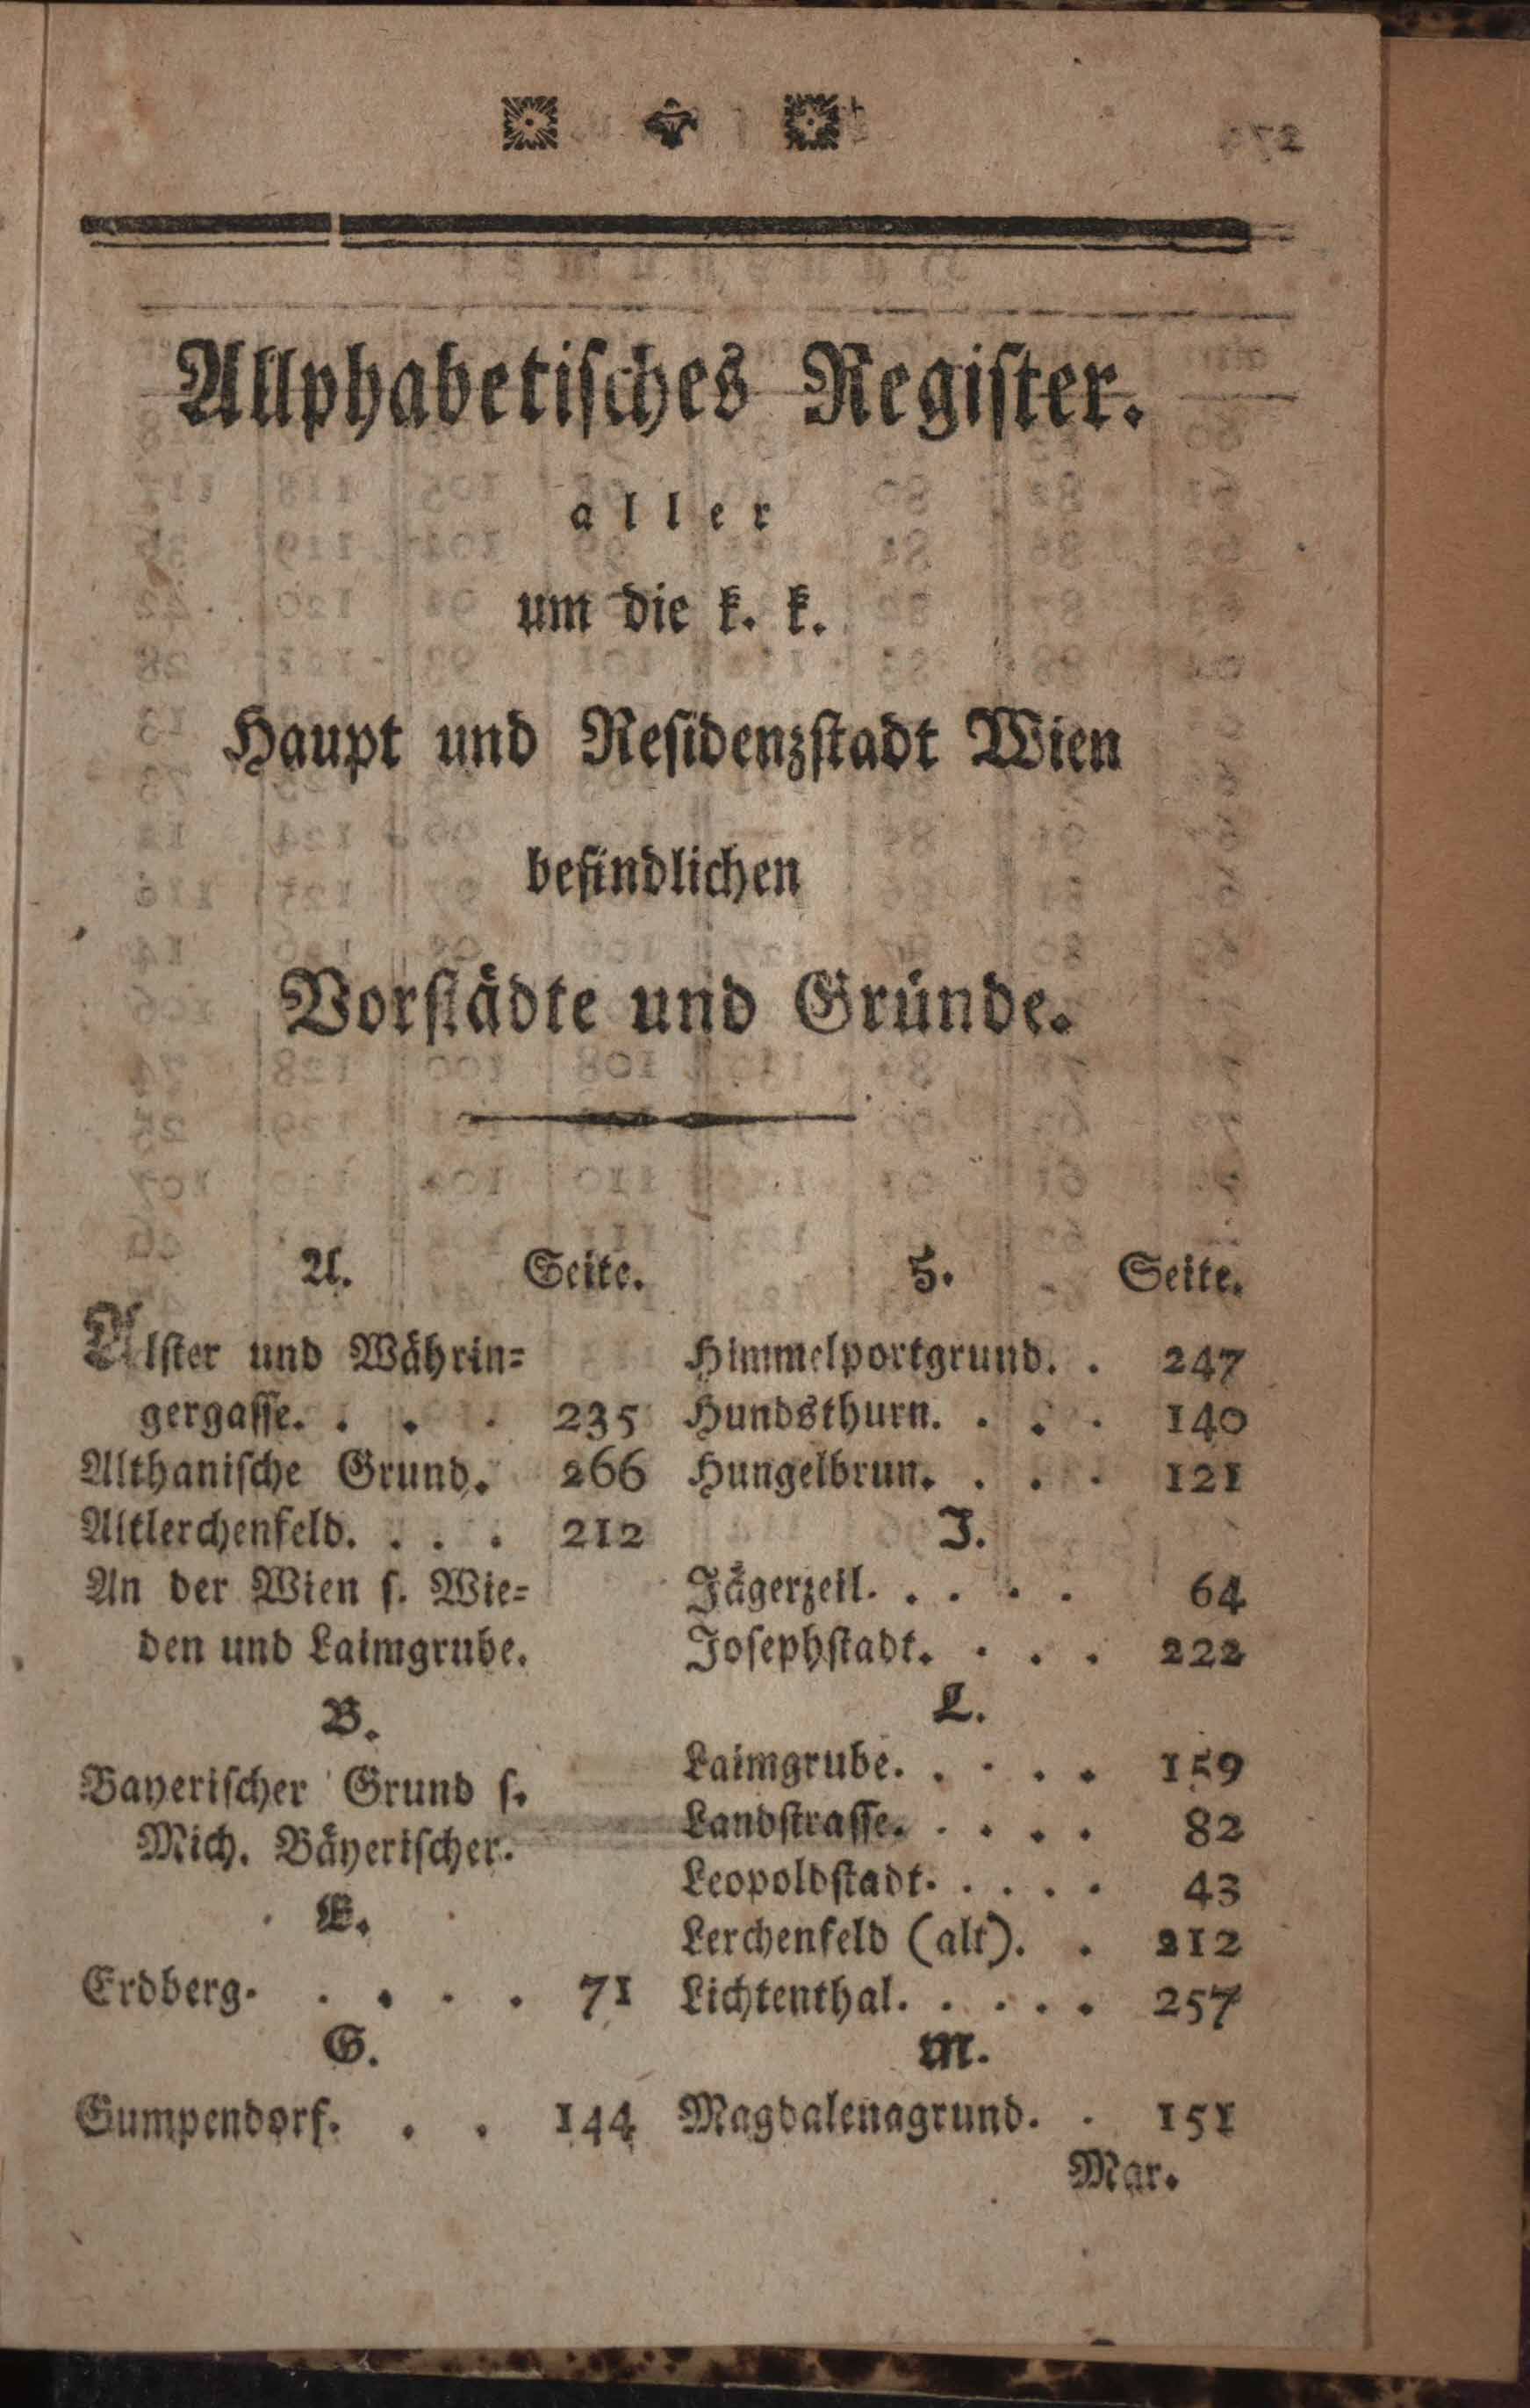 Allphabetisches Register.
aller
um die k. k.
Haupt und Residenzstadt Wien
befindlichen
Vorstädte und Gründe.
A. Seite.
Alster und Währin=
gergasse. . . . 235
Althanische Grund. 266
Altlerchenfeld. . . . 212
An der Wien s. Wie=
den und Laimgrube.
B.
Bayerischer Grund s.
Mich. Bäyerischer.
E.
Erdberg. . . . . 71
G.
Gumpendorf. . . 144
H. Seite.
Himmelportgrund. . 247
Hundsthurn. . . . 140
Hungelbrun. . . . 121
I.
Jägerzeil. . . . . 64
Josephstadt. . . . 222
L.
Laimgrube. . . . . 159
Landstrasse. . . . . 82
Leopoldstadt. . . . . 43
Lerchenfeld (alt). . 212
Lichtenthal. . . . . 257
M.
Magdalenagrund. . 151
Mar.